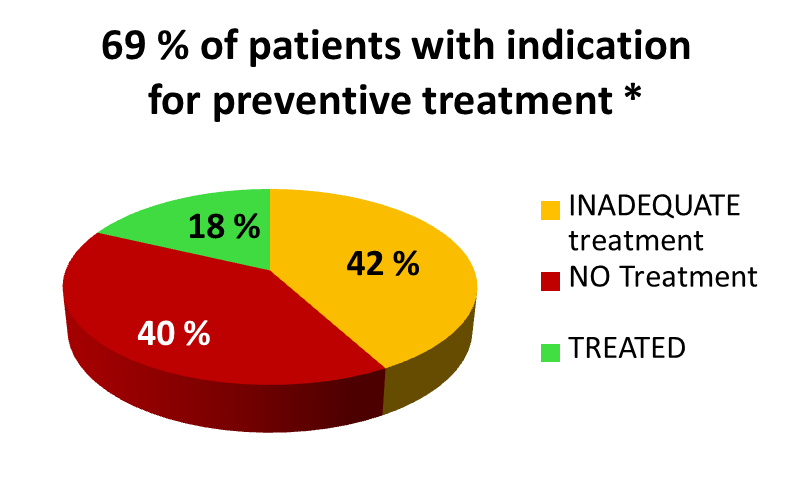 69 % of patients with indication
for preventive treatment *
18 %
42 %
40 %
INADEQUATE
treatment
NO Treatment
TREATED